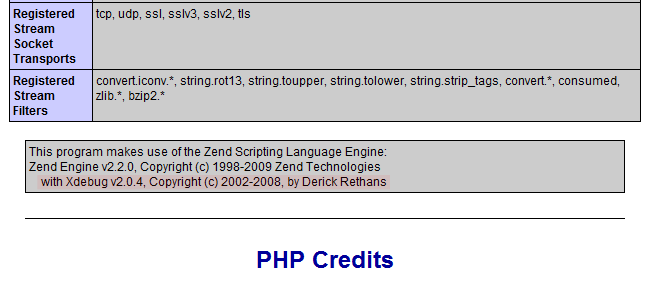 Registered
Stream
Socket
Transports
tcp, udp, ssl, sslv3, sslv2, tls
Registered
Stream
Filters
convert.iconv.*, string.rot13, string.toupper, string.tolower, string.strip_tags, convert.*, consumed,
zlib.*, bzip2.*
This program makes use of the Zend Scripting Language Engine:
Zend Engine v2.2.0, Copyright (c) 1998-2009 Zend Technologies
with Xdebug v2.0.4, Copyright (c) 2002-2008, by Derick Rethans
PHP Credits